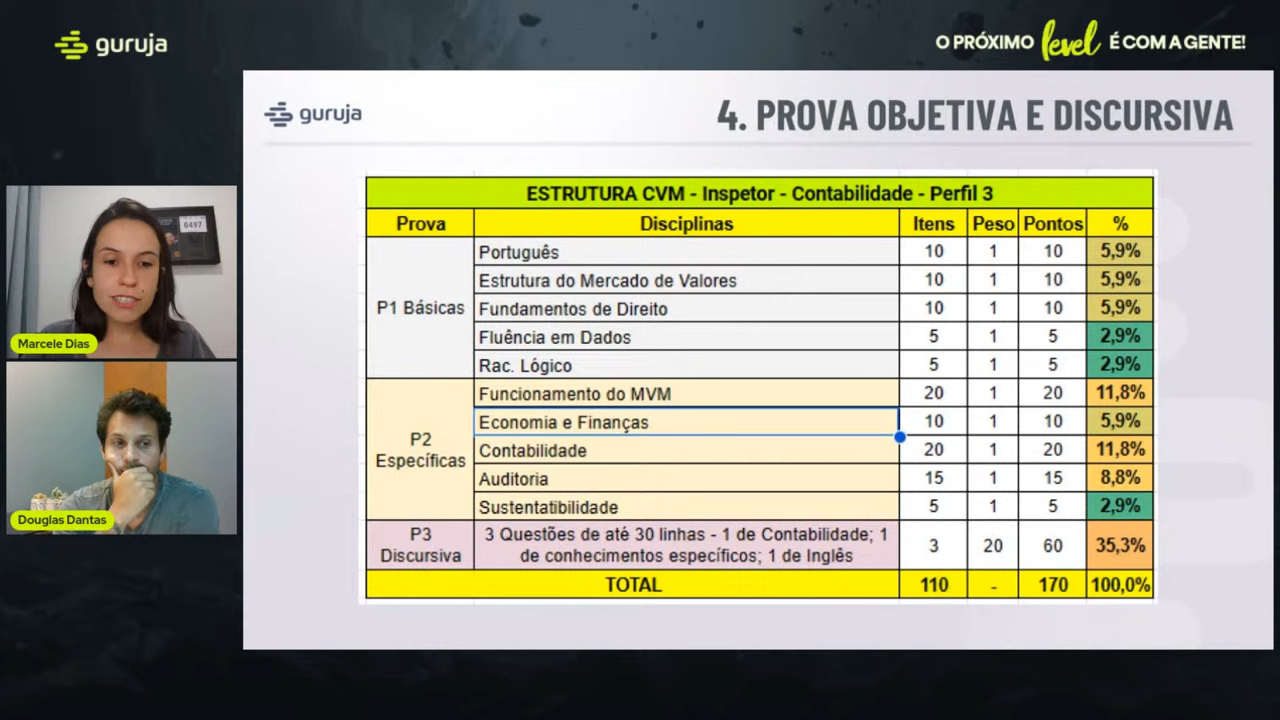 guruja
O PRÓXIMO level É COM A GENTE!
guruja
4. PROVA OBJETIVA E DISCURSIVA
ESTRUTURA CVM - Inspetor - Contabilidade - Perfil 3
Prova Disciplinas Itens Peso Pontos %
P1 Básicas
Português 10 1 10 5,9%
Estrutura do Mercado de Valores 10 1 10 5,9%
Fundamentos de Direito 10 1 10 5,9%
Fluência em Dados 5 1 5 2,9%
Rac. Lógico 5 1 5 2,9%
P2
Específicas
Funcionamento do MVM 20 1 20 11,8%
Economia e Finanças 10 1 10 5,9%
Contabilidade 20 1 20 11,8%
Auditoria 15 1 15 8,8%
Sustentatibilidade 5 1 5 2,9%
P3
Discursiva
3 Questões de até 30 linhas - 1 de Contabilidade; 1
de conhecimentos específicos; 1 de Inglês
3 20 60 35,3%
TOTAL 110 - 170 100,0%
0497
Marcele Dias
Douglas Dantas